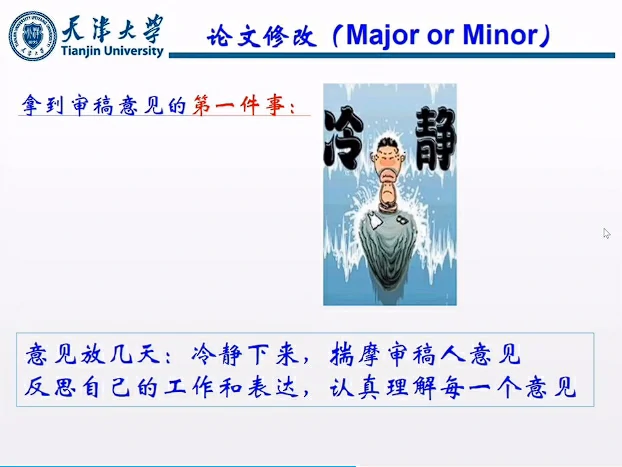 天津大学
Tianjin University
论文修改（Major or Minor）
拿到审稿意见的第一件事：
冷 静
意见放几天：冷静下来，揣摩审稿人意见
反思自己的工作和表达，认真理解每一个意见